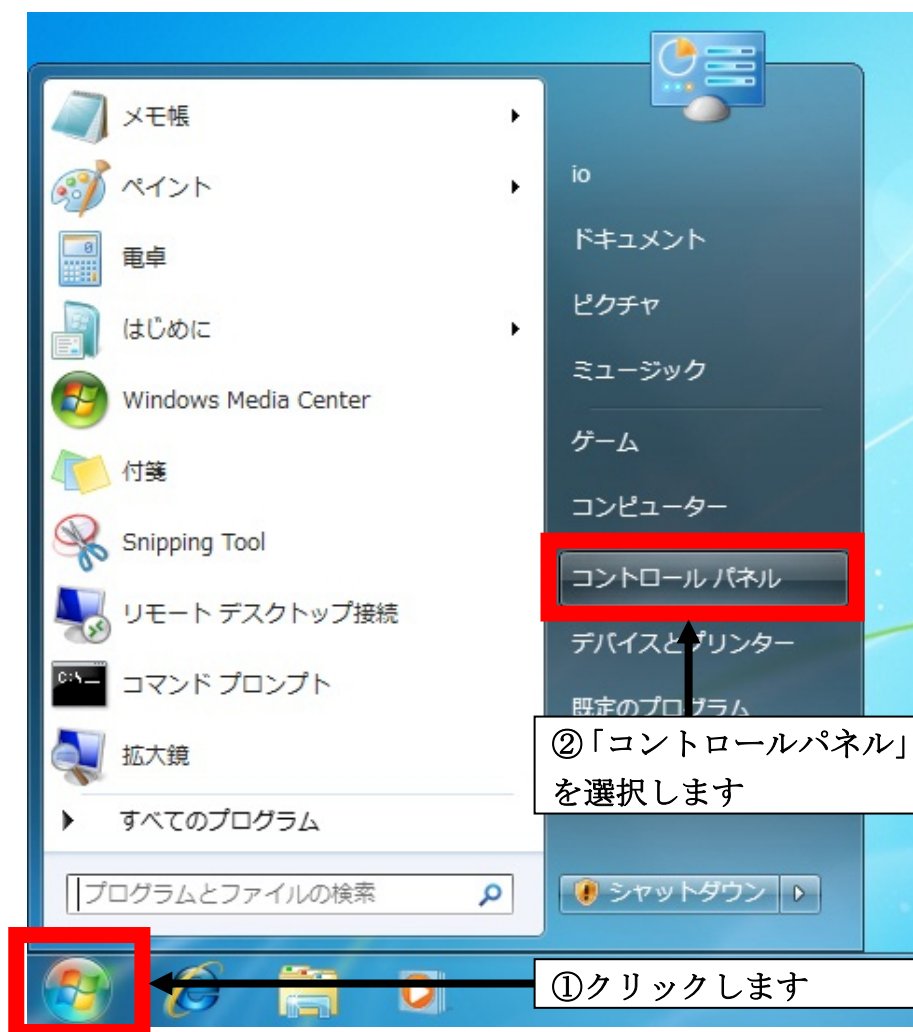 メモ帳
ペイント
電卓
はじめに
Windows Media Center
付箋
Snipping Tool
リモート デスクトップ接続
C:\
コマンド プロンプト
拡大鏡
すべてのプログラム
プログラムとファイルの検索
io
ドキュメント
ピクチャ
ミュージック
ゲーム
コンピューター
コントロール パネル
デバイスとプリンター
既定のプログラム
②「コントロールパネル」
を選択します
シャットダウン
①クリックします